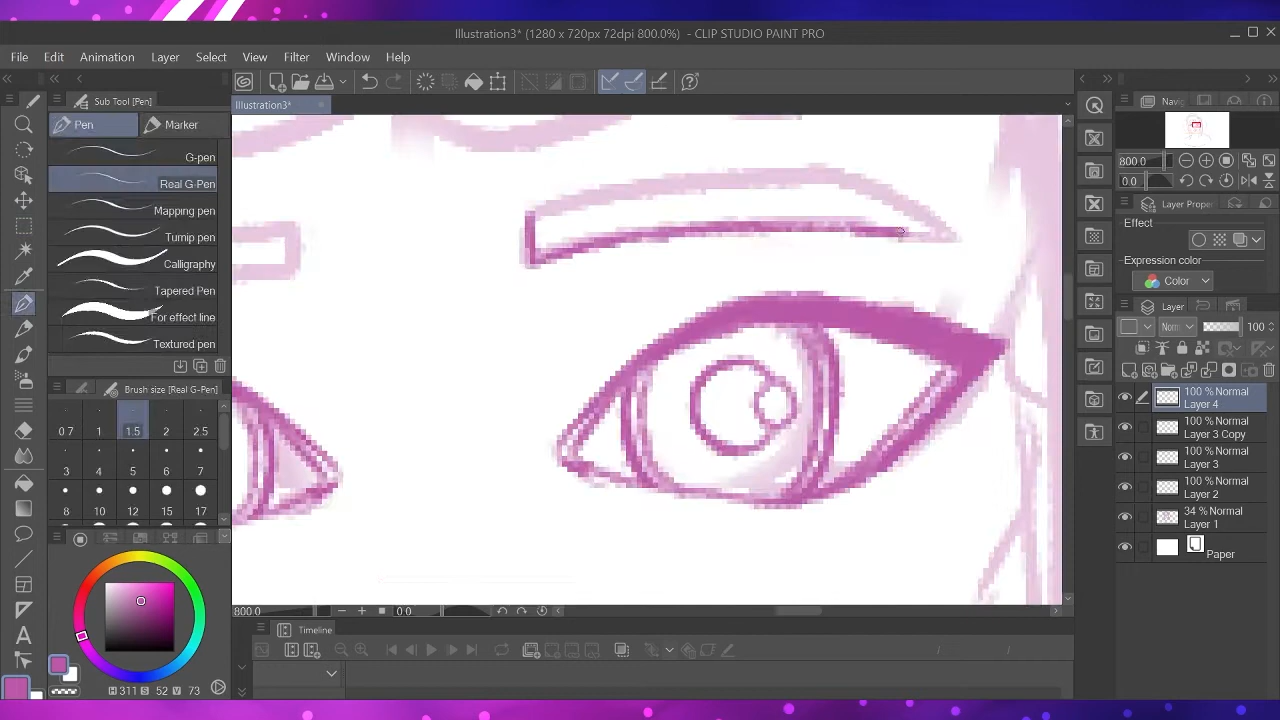 Illustration3* (1280 x 720px 72dpi 800.0%)  - CLIP STUDIO PAINT PRO
File Edit Animation Layer Select View Window Filter Window Help
Sub Tool [Pen]
Illustration3*
Navig
Pen Marker
G-pen
Real G-Pen
Mapping pen
Turnip pen
Calligraphy
Tapered Pen
For effect line
Textured pen
Brush size [Real G-Pen]
0.7 1 1.5 2 2.5
3 4 5 6 7
8 10 12 15 17
H 311 S 52 V 73
800.0 0.0
Timeline
800.0
0.0
Layer Proper
Effect
Expression color
Color
Layer
Norm 100
100 % Normal
Layer 4
100 % Normal
Layer 3 Copy
100 % Normal
Layer 3
100 % Normal
Layer 2
34 % Normal
Layer 1
Paper